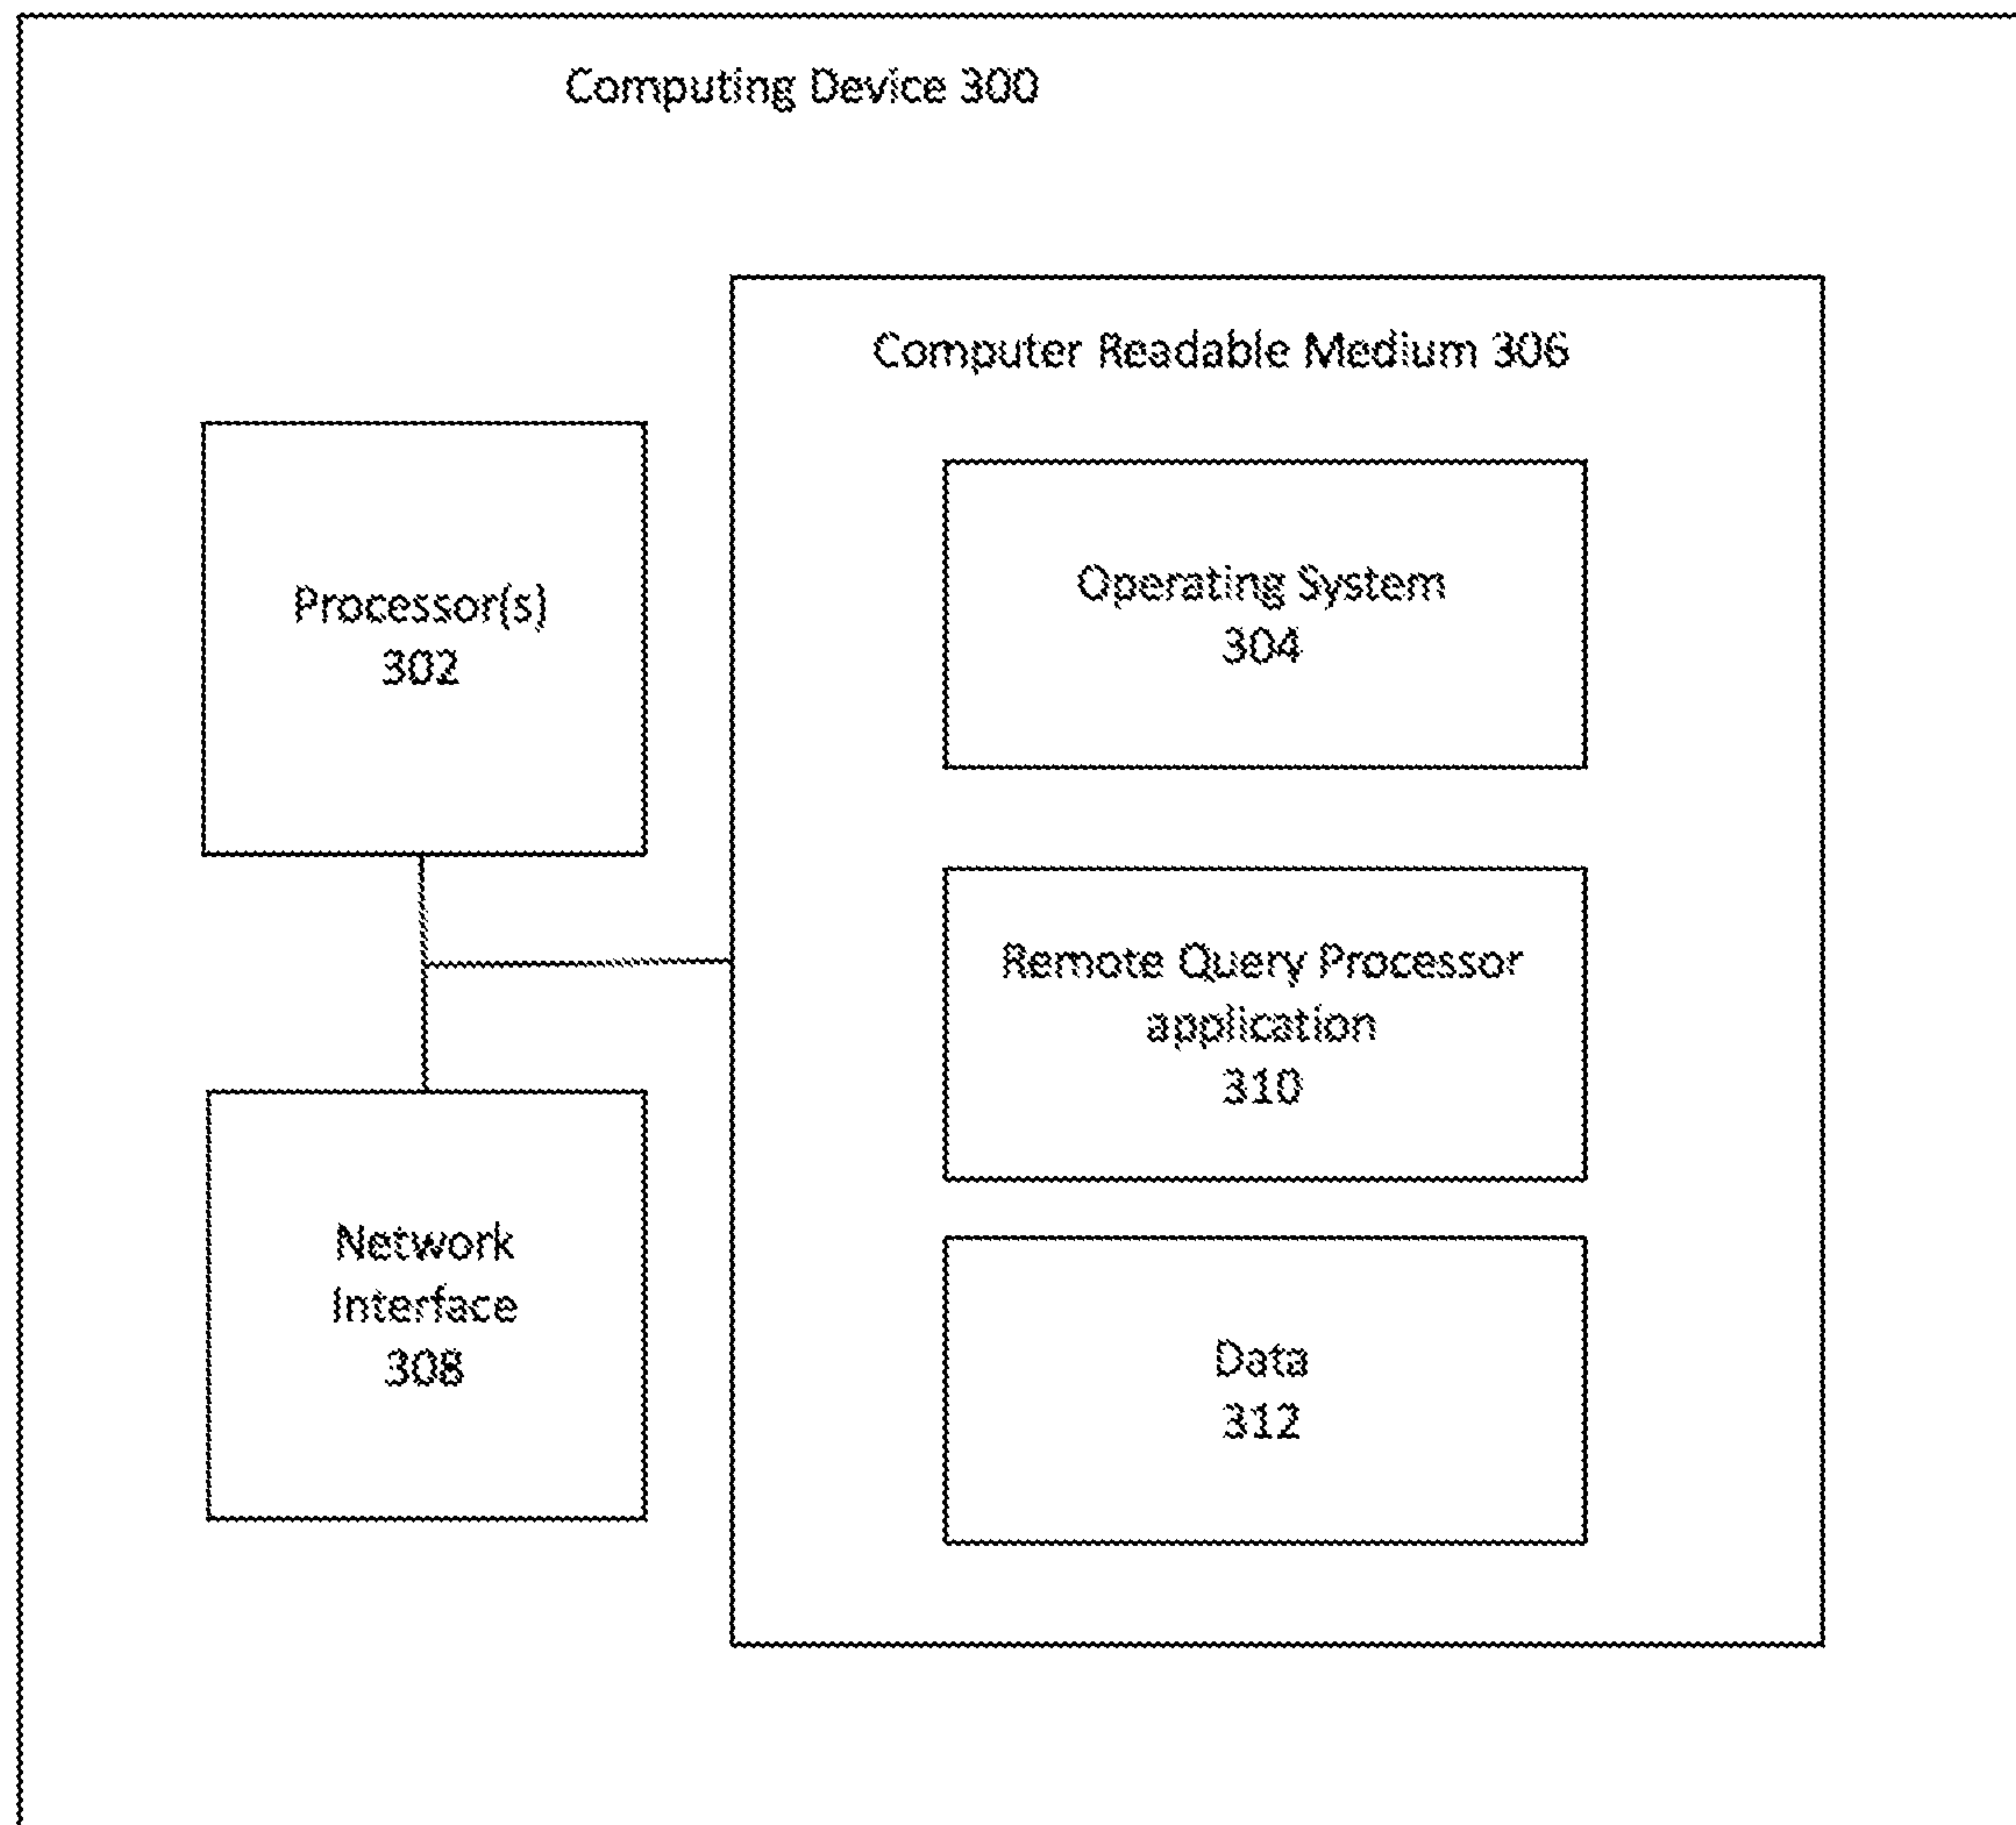 Computing Device 300
Computer Readable Medium 306
Processor(s)
302
Operating System
304
Remote Query Processor
application
310
Network
Interface
308
Data
312